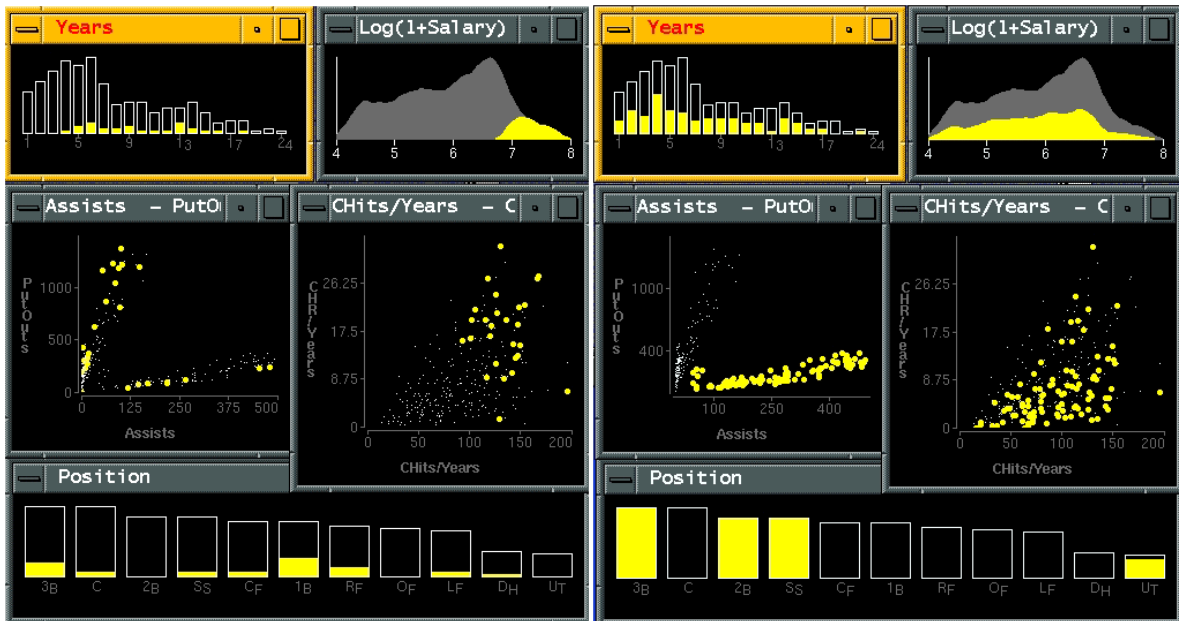 Years
Log(1+Salary)
1 5 9 13 17 24
4 5 6 7 8
Assists - PutO
CHits/Years - C
PutOuts
1000
500
0
0 125 250 375 500
Assists
CHR/Years
26.25
17.5
8.75
0
0 50 100 150 200
CHits/Years
Position
3B C 2B SS CF 1B RF OF LF DH UT
Years
Log(1+Salary)
1 5 9 13 17 24
4 5 6 7 8
Assists - PutO
CHits/Years - C
PutOuts
1000
400
100 250 400
Assists
CHR/Years
26.25
17.5
8.75
0
0 50 100 150 200
CHits/Years
Position
3B C 2B SS CF 1B RF OF LF DH UT